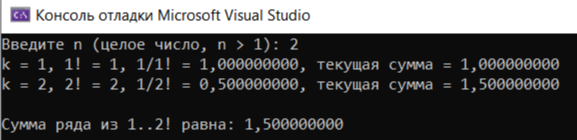 Консоль отладки Microsoft Visual Studio
Введите n (целое число, n > 1): 2
k = 1, 1! = 1, 1/1! = 1,000000000, текущая сумма = 1,000000000
k = 2, 2! = 2, 1/2! = 0,500000000, текущая сумма = 1,500000000
Сумма ряда из 1..2! равна: 1,500000000